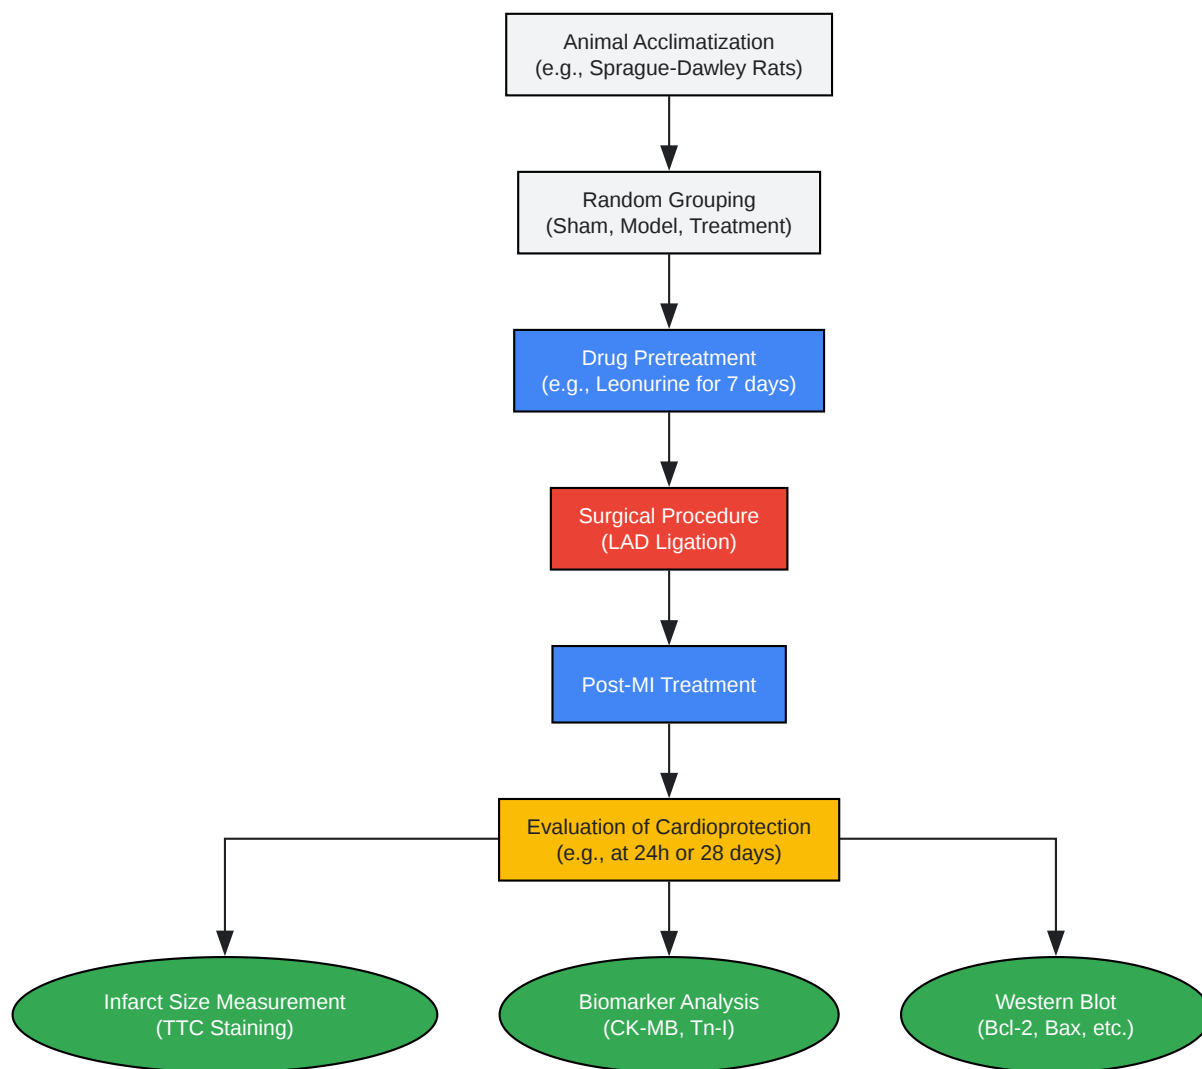 Animal Acclimatization
(e.g., Sprague-Dawley Rats)
Random Grouping
(Sham, Model, Treatment)
Drug Pretreatment
(e.g., Leonurine for 7 days)
Surgical Procedure
(LAD Ligation)
Post-MI Treatment
Evaluation of Cardioprotection
(e.g., at 24h or 28 days)
Infarct Size Measurement
(TTC Staining)
Biomarker Analysis
(CK-MB, Tn-I)
Western Blot
(Bcl-2, Bax, etc.)